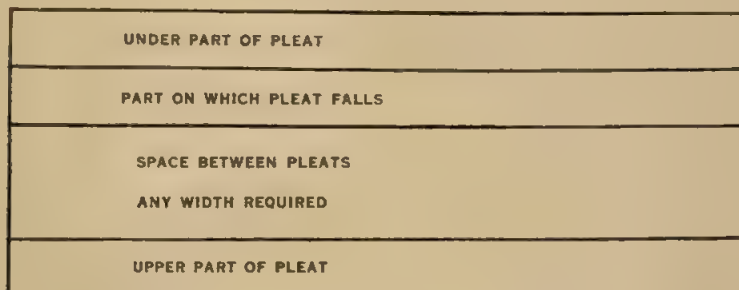 UNDER PART OF PLEAT
PART ON WHICH PLEAT FALLS
SPACE BETWEEN PLEATS
ANY WIDTH REQUIRED
UPPER PART OF PLEAT